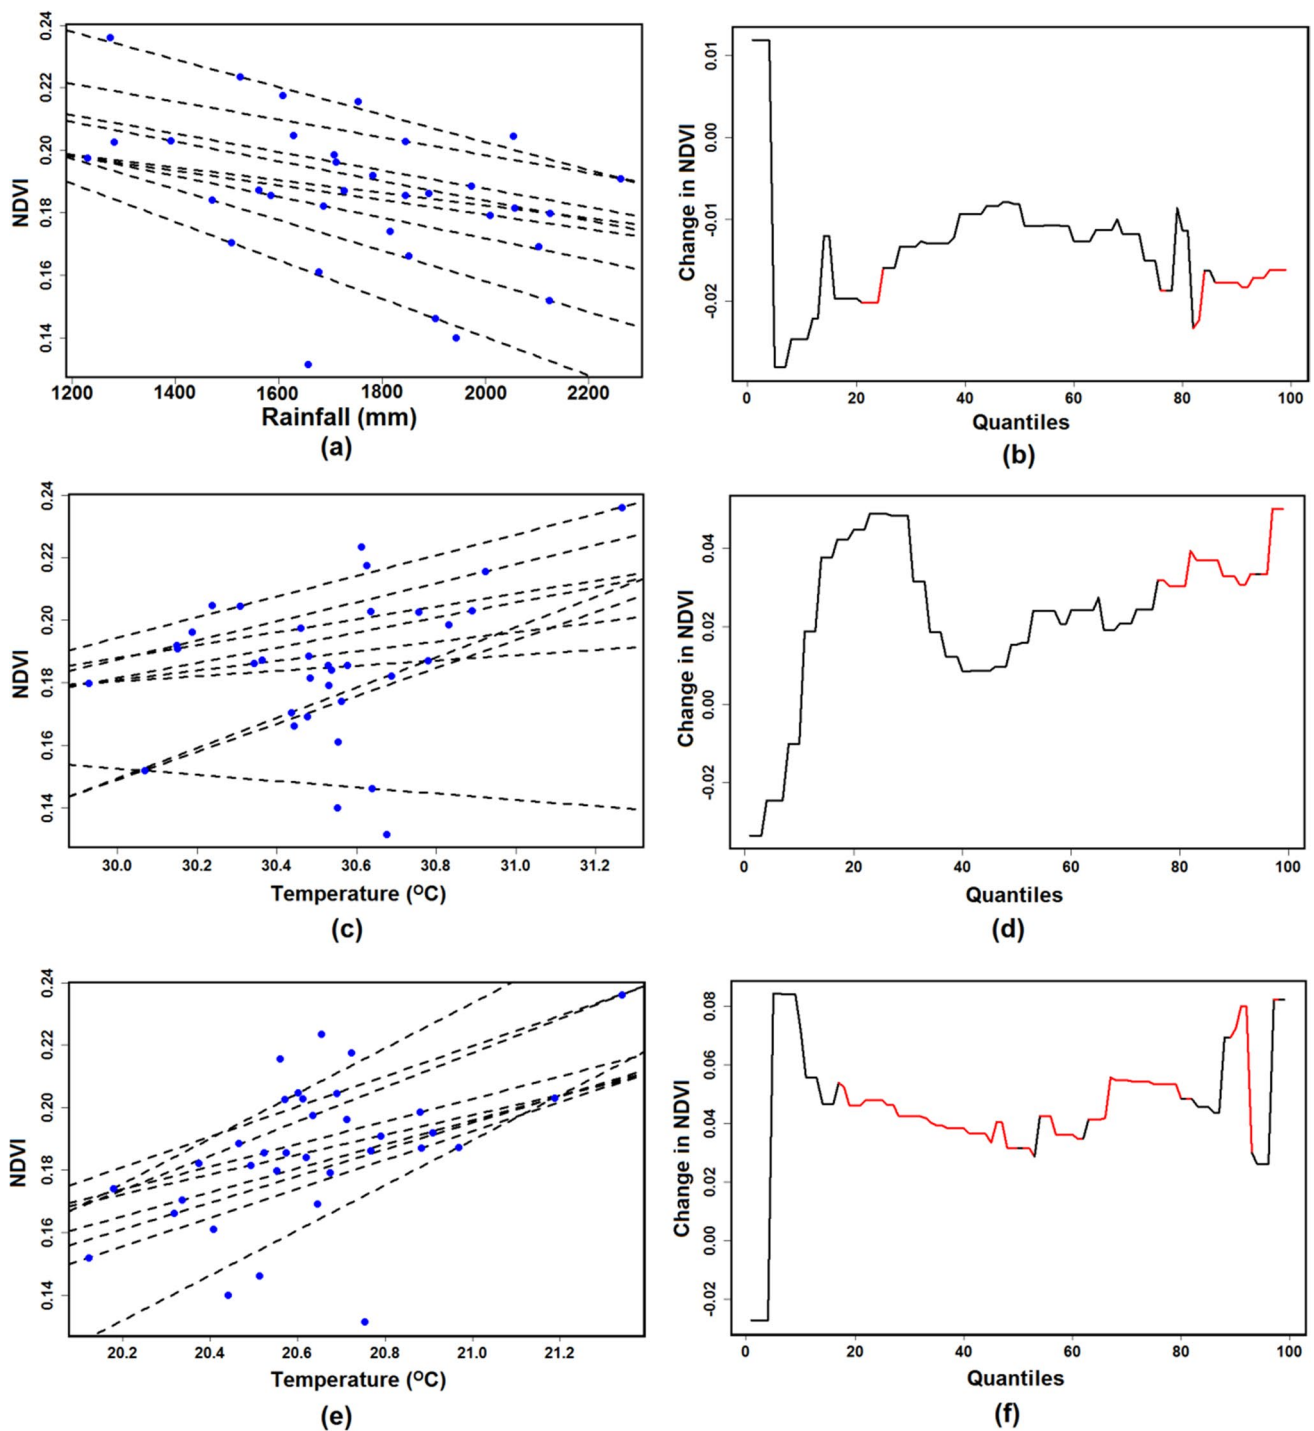 0.24
0.22
0.20
0.18
0.16
0.14
NDVI
1200 1400 1600 1800 2000 2200
Rainfall (mm)
(a)
0.01
0.00
-0.01
-0.02
Change in NDVI
0 20 40 60 80 100
Quantiles
(b)
0.24
0.22
0.20
0.18
0.16
0.14
NDVI
30.0 30.2 30.4 30.6 30.8 31.0 31.2
Temperature (ᴼC)
(c)
0.04
0.02
0.00
-0.02
Change in NDVI
0 20 40 60 80 100
Quantiles
(d)
0.24
0.22
0.20
0.18
0.16
0.14
NDVI
20.2 20.4 20.6 20.8 21.0 21.2
Temperature (ᴼC)
(e)
0.08
0.06
0.04
0.02
0.00
-0.02
Change in NDVI
0 20 40 60 80 100
Quantiles
(f)